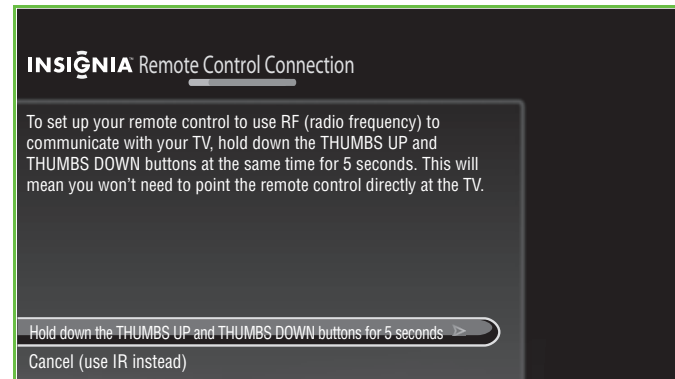 INSIGNIA Remote Control Connection
To set up your remote control to use RF (radio frequency) to
communicate with your TV, hold down the THUMBS UP and
THUMBS DOWN buttons at the same time for 5 seconds. This will
mean you won’t need to point the remote control directly at the TV.
Hold down the THUMBS UP and THUMBS DOWN buttons for 5 seconds
Cancel (use IR instead)